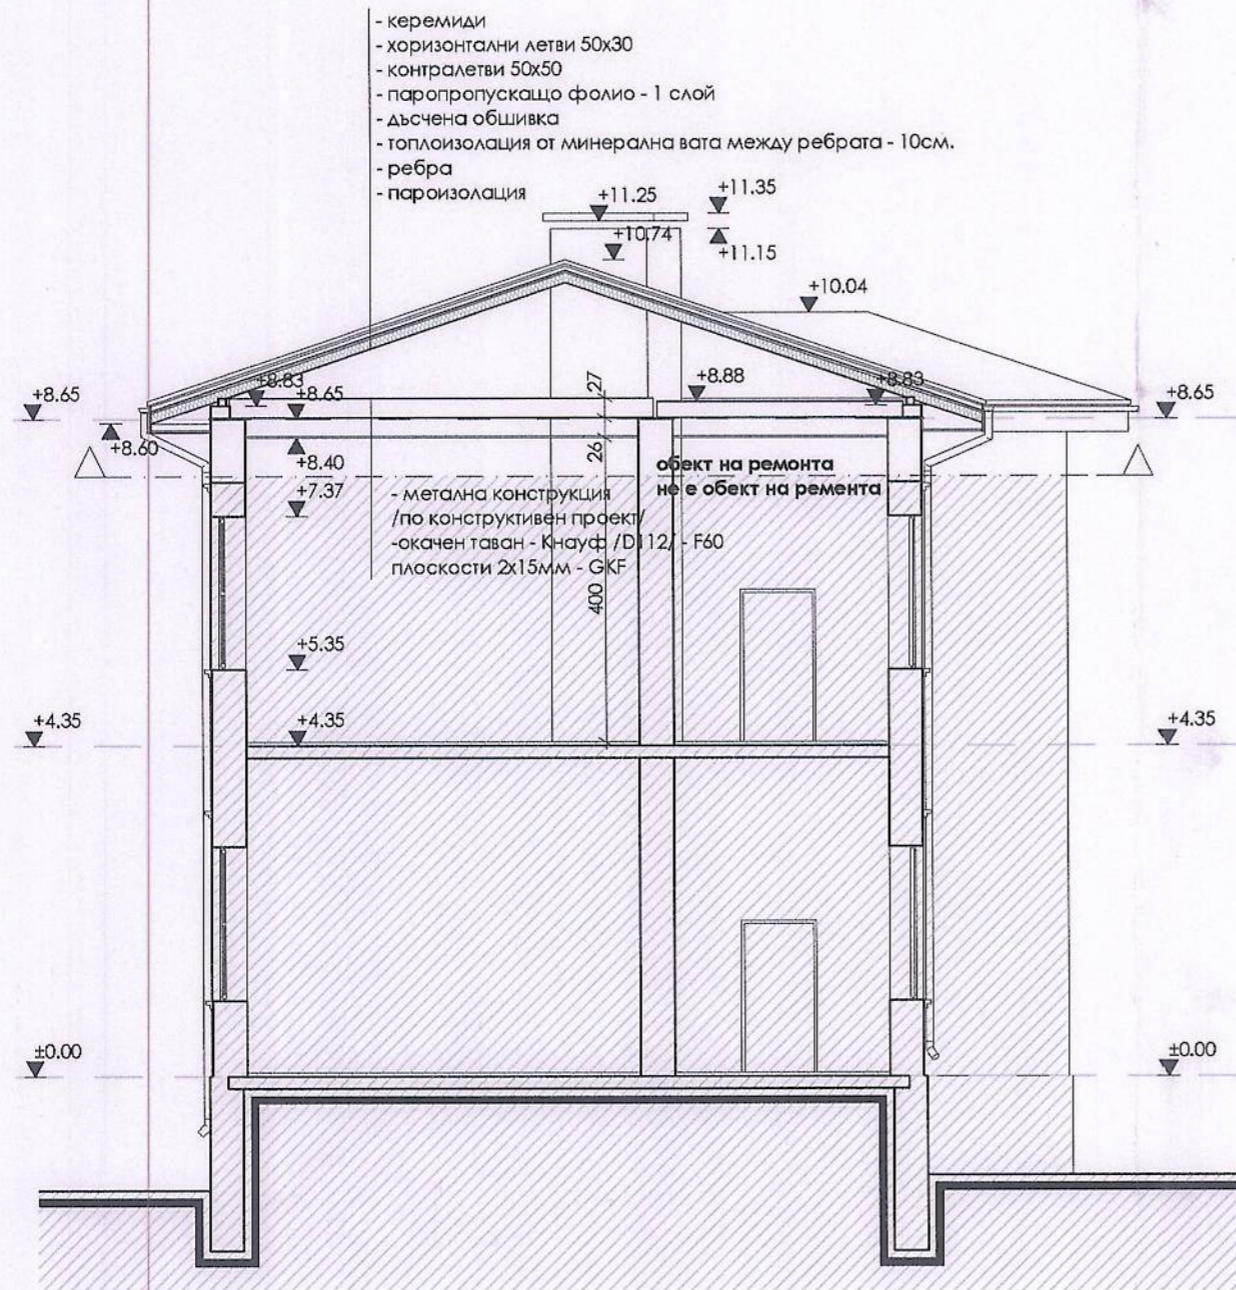 - керемиди
- хоризонтални летви 50x30
- контралетви 50x50
- паропропускащо фолио - 1 слой
- дъсчена обшивка
- топлоизолация от минерална вата между ребрата - 10см.
- ребра
- пароизолация
+11.25
+11.35
+10.74
+11.15
+10.04
+8.65
+8.83
+8.65
27
+8.88
+8.83
+8.65
+8.60
+8.40
26
обект на ремонта
+7.37
не е обект на ремента
- метална конструкция
/по конструктивен проект/
-окачен таван - Кнауф /D112/ - F60
плоскости 2x15мм - GKF
400
+5.35
+4.35
+4.35
+4.35
±0.00
±0.00